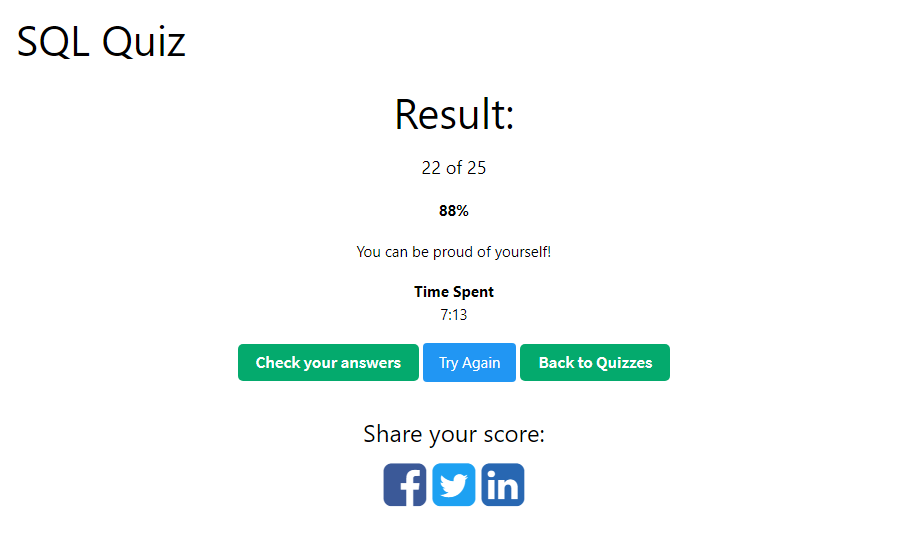 SQL Quiz
Result:
22 of 25
88%
You can be proud of yourself!
Time Spent
7:13
Check your answers Try Again Back to Quizzes
Share your score:
f in